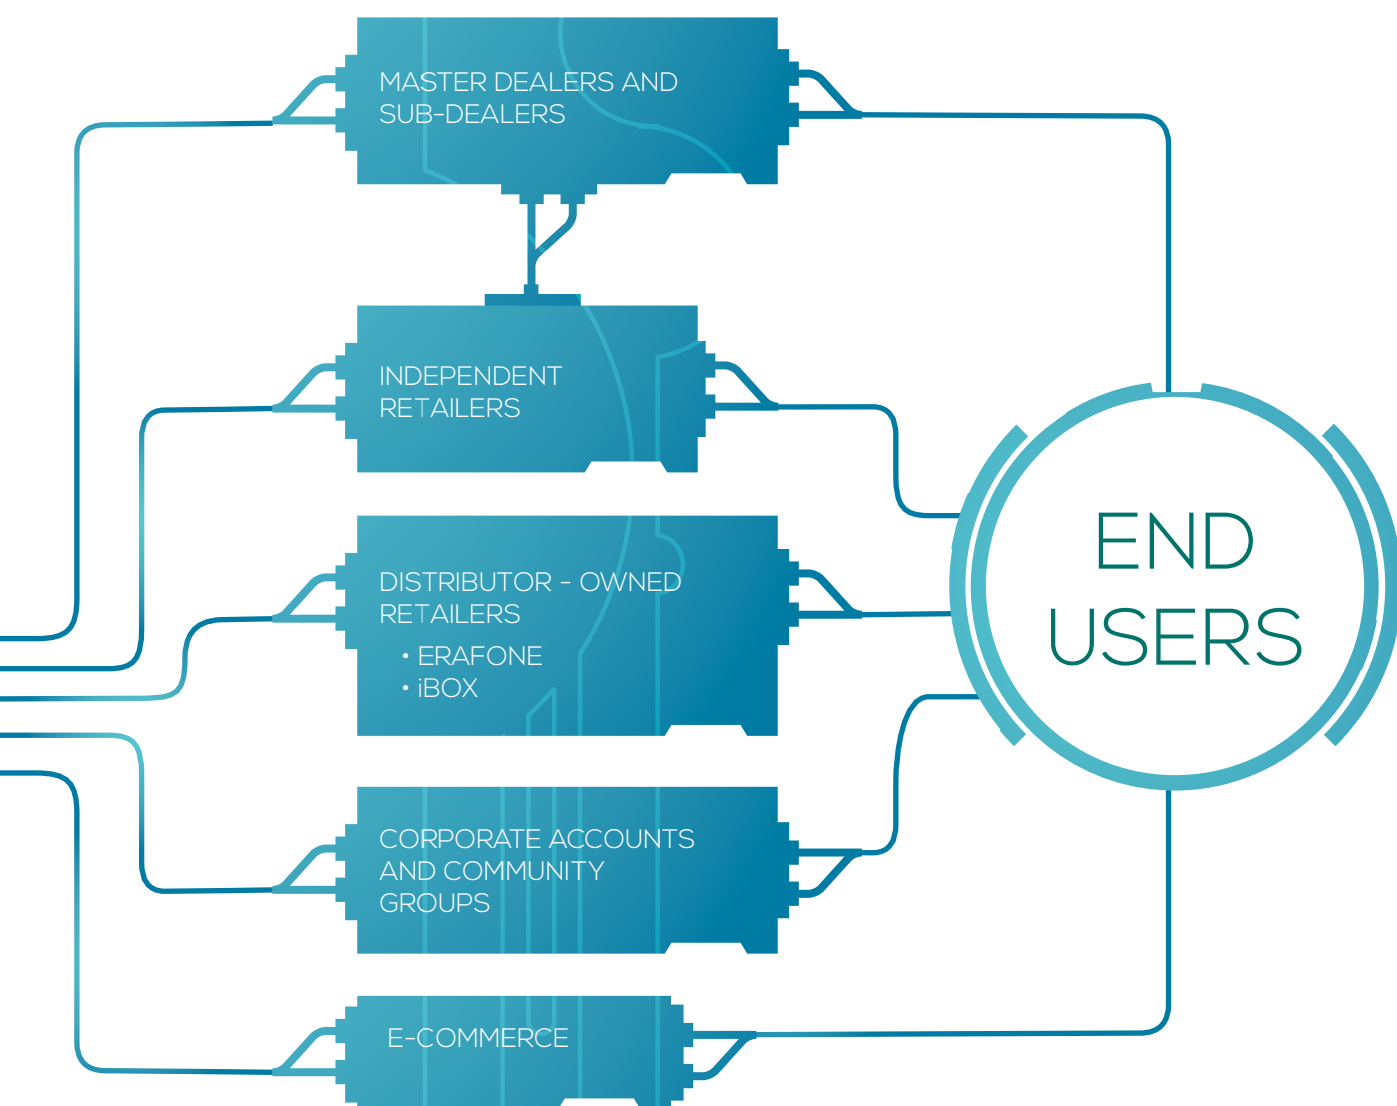 MASTER DEALERS AND
SUB-DEALERS
INDEPENDENT
RETAILERS
DISTRIBUTOR - OWNED
RETAILERS
• ERAFONE
• iBOX
CORPORATE ACCOUNTS
AND COMMUNITY
GROUPS
E-COMMERCE
END
USERS